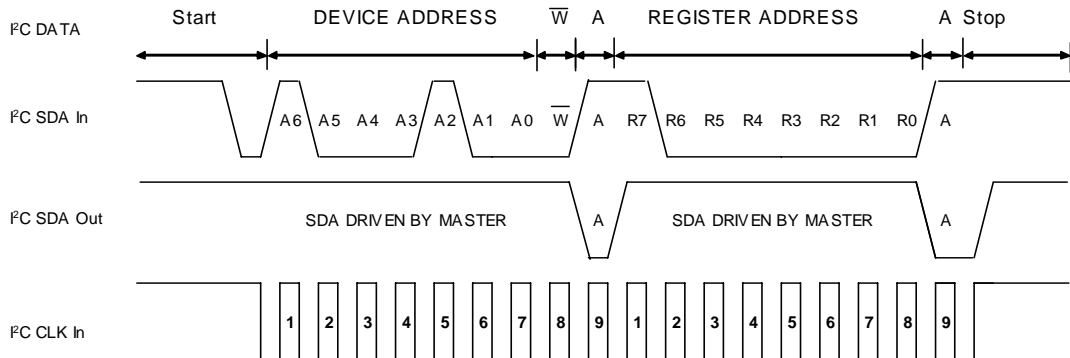 Start DEVICE ADDRESS W̅ A REGISTER ADDRESS A Stop
I²C DATA
I²C SDA In A6 A5 A4 A3 A2 A1 A0 W̅ A R7 R6 R5 R4 R3 R2 R1 R0 A
I²C SDA Out SDA DRIVEN BY MASTER A SDA DRIVEN BY MASTER A
I²C CLK In 1 2 3 4 5 6 7 8 9 1 2 3 4 5 6 7 8 9